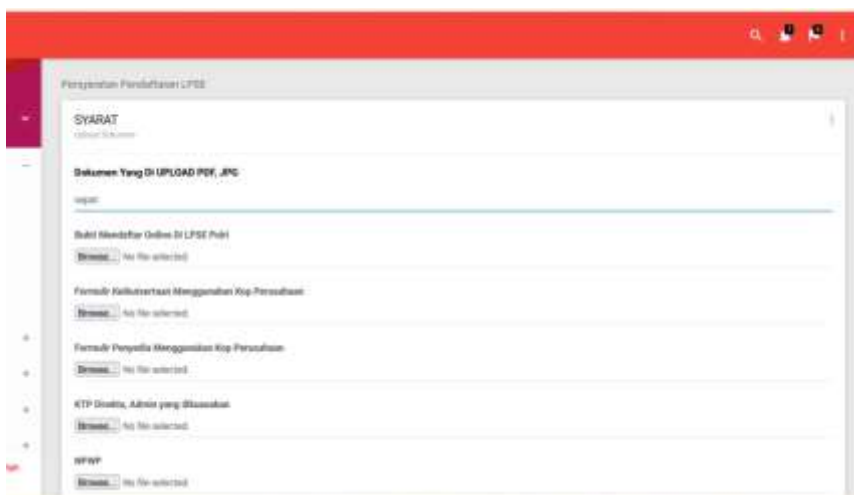 Persyaratan Pendaftaran LPSE
SYARAT
Upload Dokumen
Dokumen Yang Di UPLOAD PDF, JPG
Bukti Mendaftar Online Di LPSE Polri
Browse... No file selected.
Formulir Keikutsertaan Menggunakan Kop Perusahaan
Browse... No file selected.
Formulir Penyedia Menggunakan Kop Perusahaan
Browse... No file selected.
KTP Direktu, Admin yang dikuasakan
Browse... No file selected.
NPWP
Browse... No file selected.